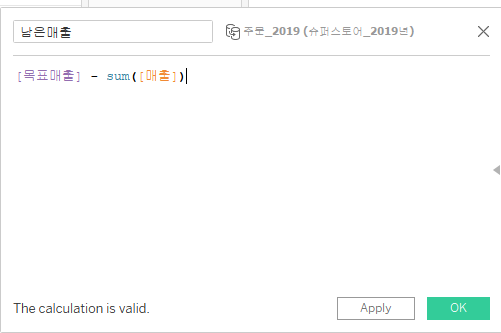 남은매출
주문_2019 (슈퍼스토어_2019년)
[목표매출] - sum([매출])
The calculation is valid.
Apply
OK